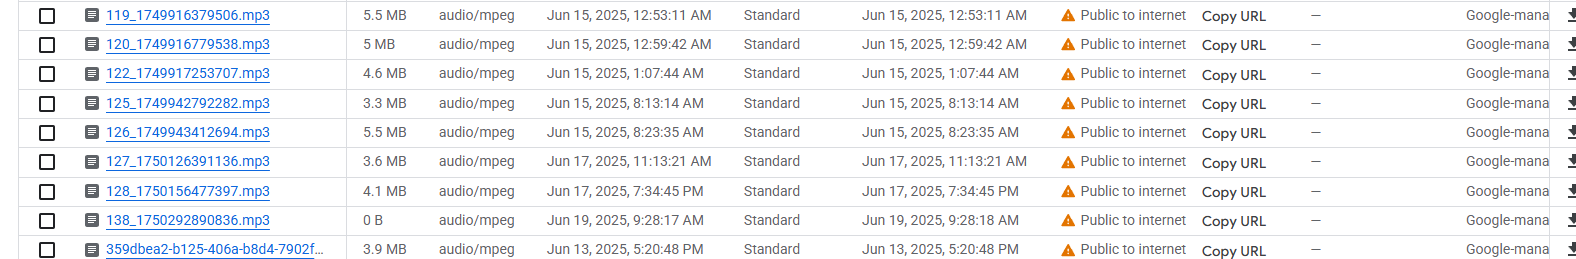 119_1749916379506.mp3 5.5 MB audio/mpeg Jun 15, 2025, 12:53:11 AM Standard Jun 15, 2025, 12:53:11 AM Public to internet Copy URL — Google-mana
120_1749916779538.mp3 5 MB audio/mpeg Jun 15, 2025, 12:59:42 AM Standard Jun 15, 2025, 12:59:42 AM Public to internet Copy URL — Google-mana
122_1749917253707.mp3 4.6 MB audio/mpeg Jun 15, 2025, 1:07:44 AM Standard Jun 15, 2025, 1:07:44 AM Public to internet Copy URL — Google-mana
125_1749942792282.mp3 3.3 MB audio/mpeg Jun 15, 2025, 8:13:14 AM Standard Jun 15, 2025, 8:13:14 AM Public to internet Copy URL — Google-mana
126_1749943412694.mp3 5.5 MB audio/mpeg Jun 15, 2025, 8:23:35 AM Standard Jun 15, 2025, 8:23:35 AM Public to internet Copy URL — Google-mana
127_1750126391136.mp3 3.6 MB audio/mpeg Jun 17, 2025, 11:13:21 AM Standard Jun 17, 2025, 11:13:21 AM Public to internet Copy URL — Google-mana
128_1750156477397.mp3 4.1 MB audio/mpeg Jun 17, 2025, 7:34:45 PM Standard Jun 17, 2025, 7:34:45 PM Public to internet Copy URL — Google-mana
138_1750292890836.mp3 0 B audio/mpeg Jun 19, 2025, 9:28:17 AM Standard Jun 19, 2025, 9:28:18 AM Public to internet Copy URL — Google-mana
359dbea2-b125-406a-b8d4-7902f... 3.9 MB audio/mpeg Jun 13, 2025, 5:20:48 PM Standard Jun 13, 2025, 5:20:48 PM Public to internet Copy URL — Google-mana